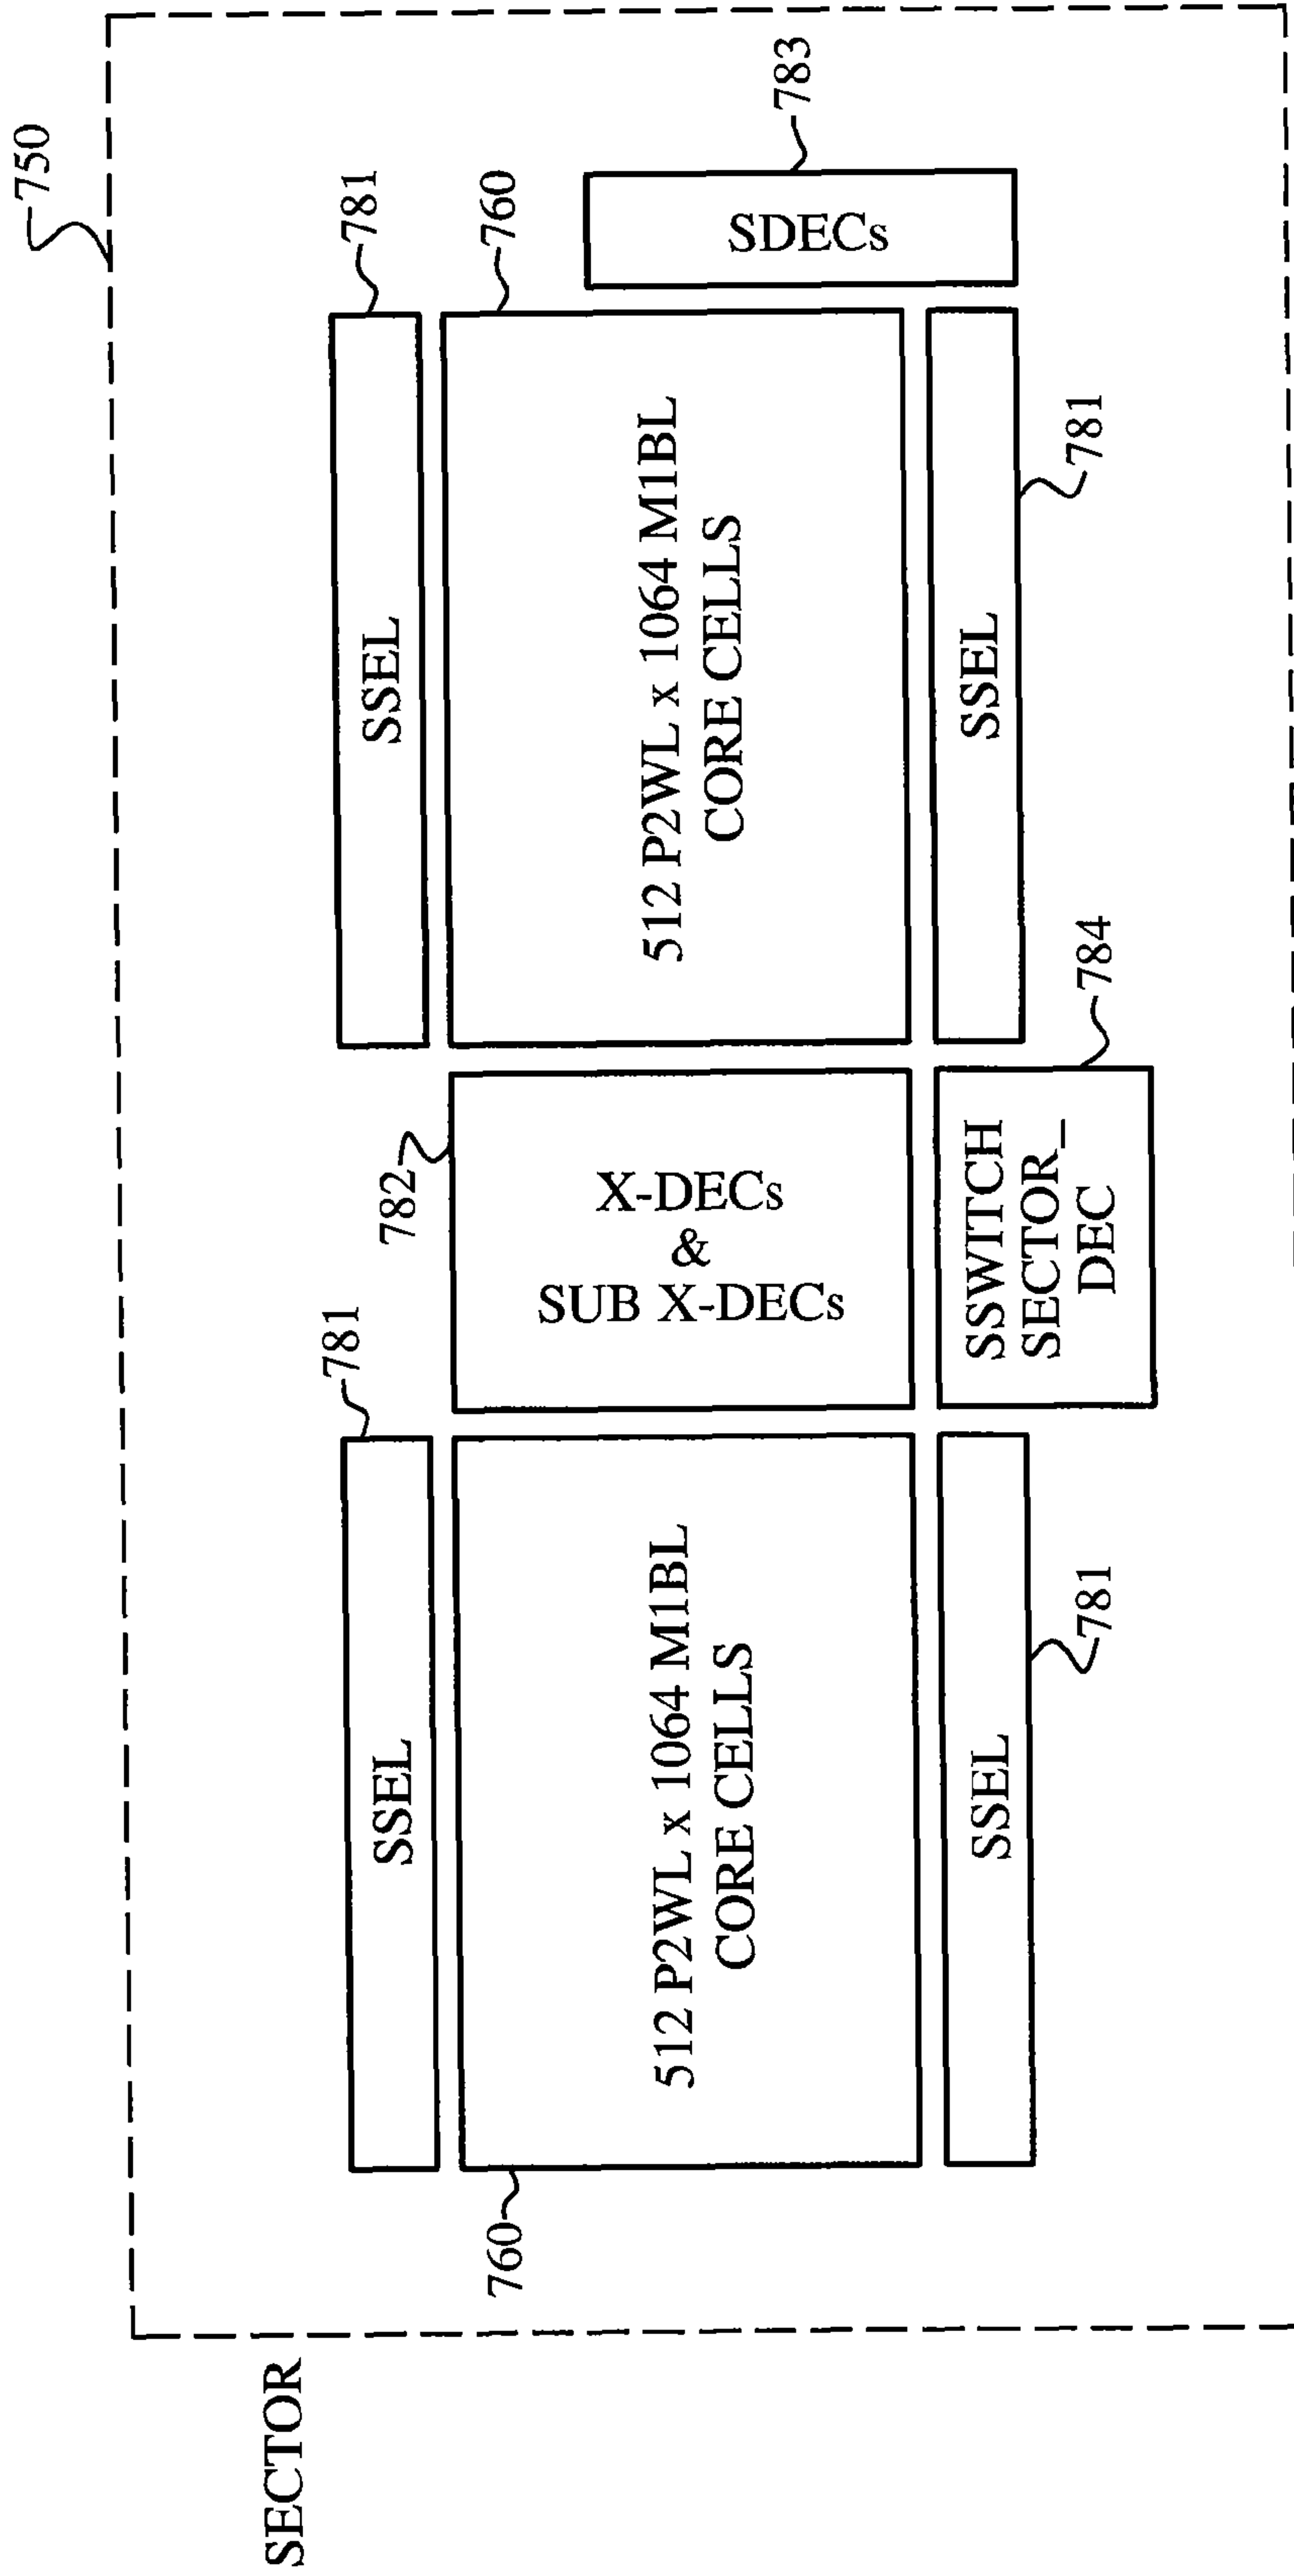 SECTOR
750
781
SSEL
781
SSEL
760
512 P2WL x 1064 M1BL
CORE CELLS
782
X-DECs
&
SUB X-DECs
512 P2WL x 1064 M1BL
CORE CELLS
760
SDECs
783
SSEL
781
SSWITCH
SECTOR_
DEC
784
SSEL
781